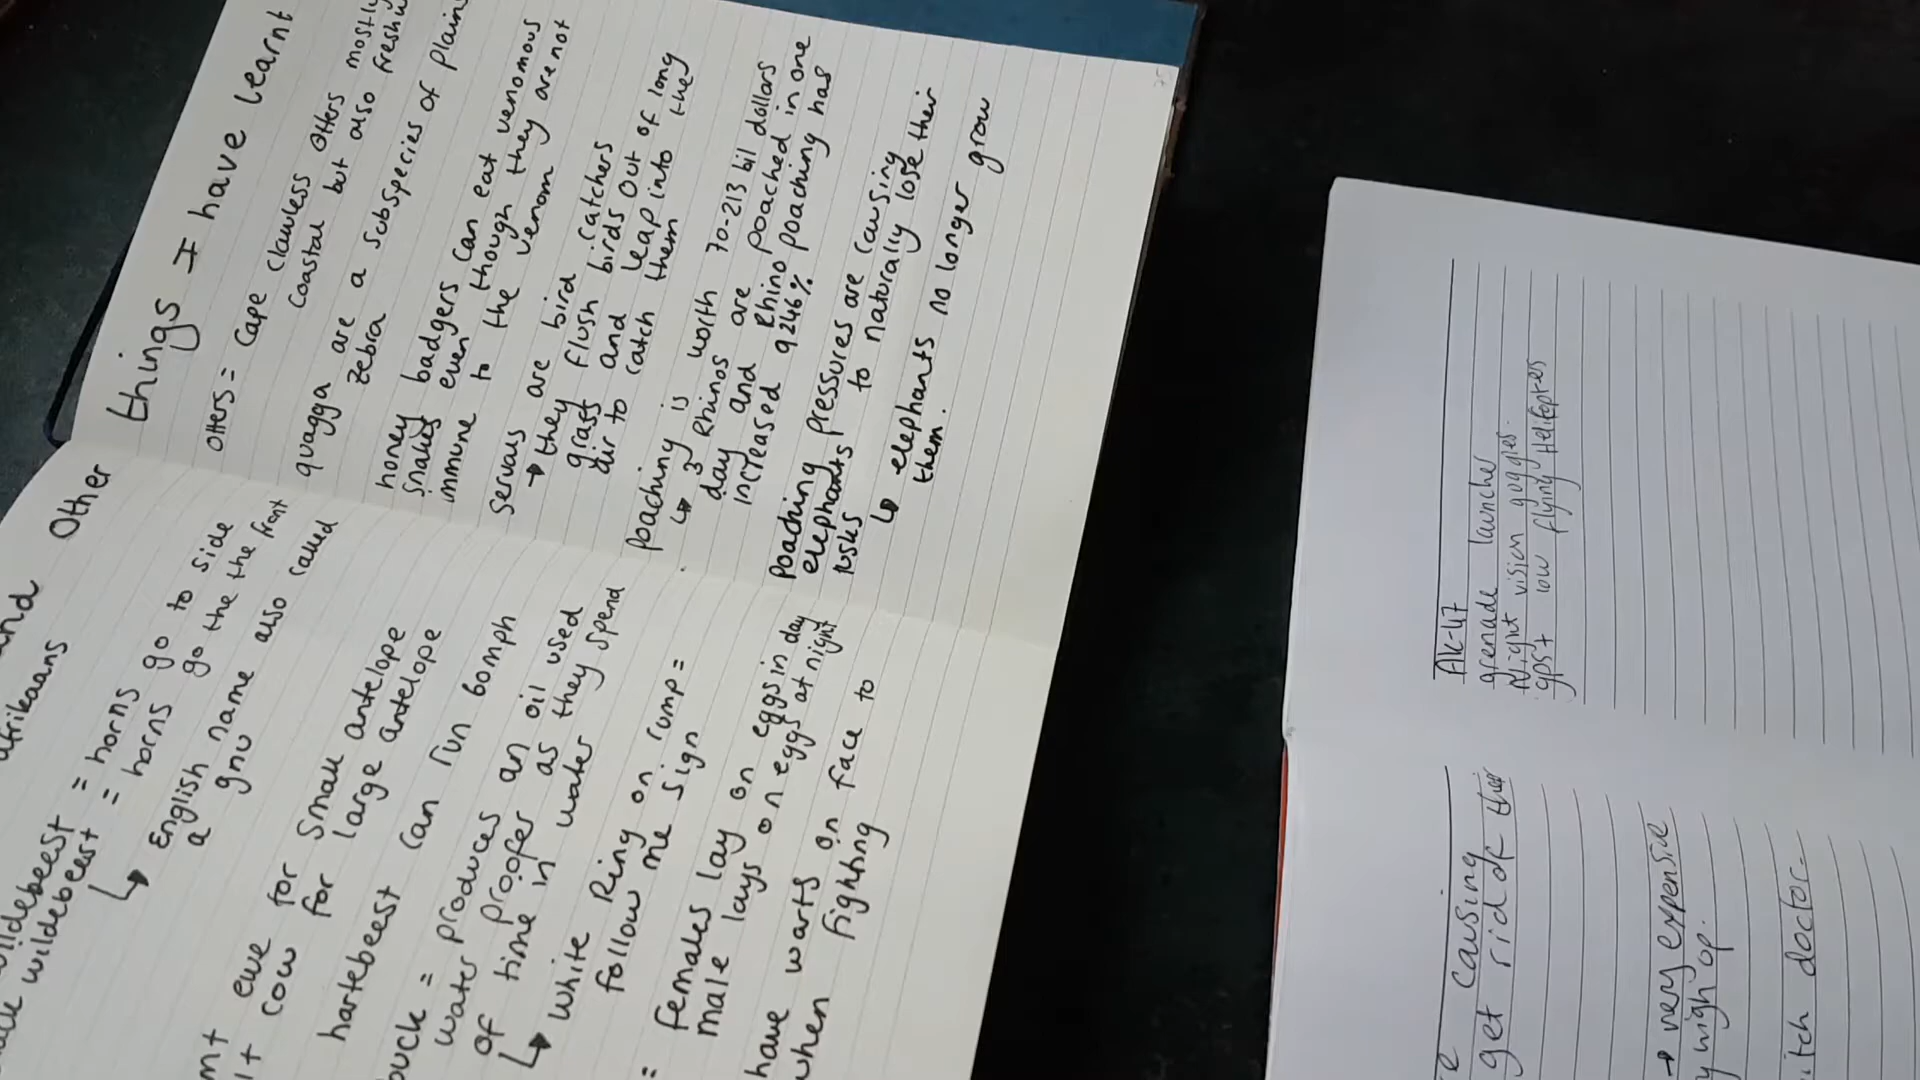 Other things I have learnt
otters = Cape clawless otters mostly
coastal but also freshw
quagga are a subspecies of plain
zebra
honey badgers can eat venomous
snakes even though they are not
immune to the venom
servals are bird catchers
→ they flush birds out of long
grass and leap into the
air to catch them
Poaching is worth 70-213 bil dollars
↳ 3 Rhinos are poached in one
day and Rhino poaching has
increased 9246%
Poaching pressures are causing
elephants to naturally lose their
tusks
↳ elephants no longer grow
them.
and
afrikaans
wildebeest = horns go to side
wildebeest = horns go the the front
↳ English name also called
a gnu
ewe for small antelope
cow for large antelope
hartebeest can run 60mph
buck = produces an oil used
water proofer as they spend
of time in water
↳ white Ring on rump =
follow me sign
= females lay on eggs in day
male lays on eggs at night
have warts on face to
when fighting
AK-47
grenade launcher
Night vision goggles.
low flying Helicoptres
causing
get rid of their
→ very expensive
doctor